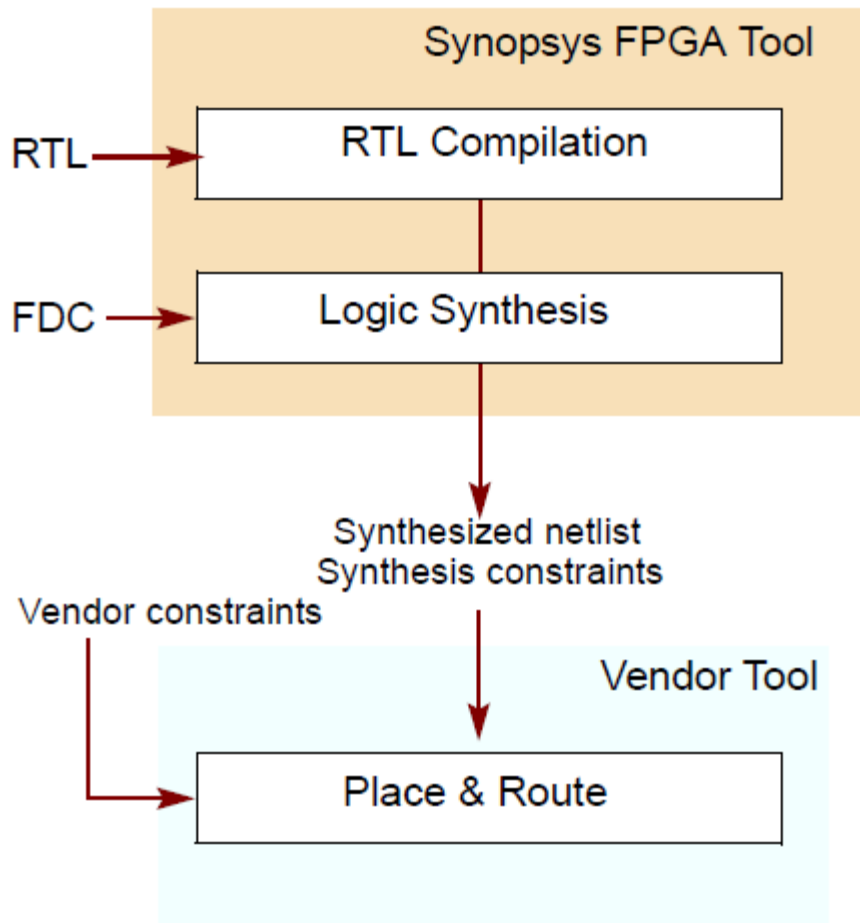 Synopsys FPGA Tool
RTL
RTL Compilation
FDC
Logic Synthesis
Synthesized netlist
Synthesis constraints
Vendor constraints
Vendor Tool
Place & Route